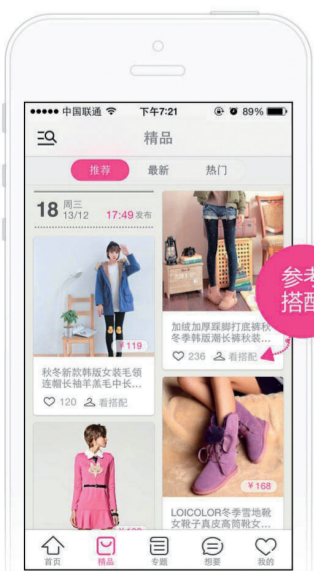 中国联通 下午7:21 89%
精品
推荐 最新 热门
18 周三 13/12 17:49发布
¥119
秋冬新款韩版女装毛领
连帽长袖羊羔毛中长...
120 看搭配
加绒加厚踩脚打底裤秋
冬季韩版潮长裤秋装...
236 看搭配
参考
搭配
¥168
LOICOLOR冬季雪地靴
女靴子真皮高筒靴女...
首页 精品 专题 想要 我的